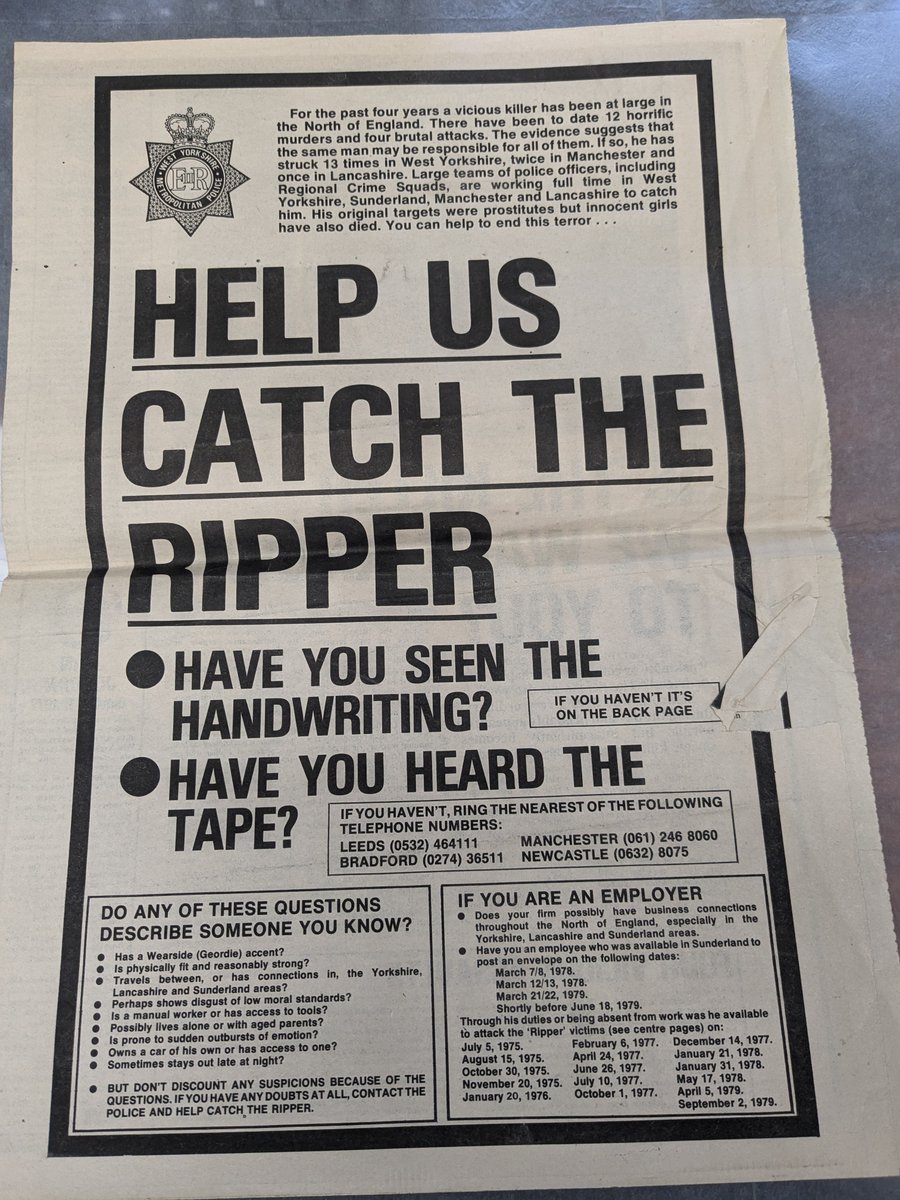 WEST YORKSHIRE
METROPOLITAN POLICE
EIIR
For the past four years a vicious killer has been at large in
the North of England. There have been to date 12 horrific
murders and four brutal attacks. The evidence suggests that
the same man may be responsible for all of them. If so, he has
struck 13 times in West Yorkshire, twice in Manchester and
once in Lancashire. Large teams of police officers, including
Regional Crime Squads, are working full time in West
Yorkshire, Sunderland, Manchester and Lancashire to catch
him. His original targets were prostitutes but innocent girls
have also died. You can help to end this terror . . .
HELP US
CATCH THE
RIPPER
● HAVE YOU SEEN THE
HANDWRITING?
IF YOU HAVEN'T IT'S
ON THE BACK PAGE
● HAVE YOU HEARD THE
TAPE?
IF YOU HAVEN'T, RING THE NEAREST OF THE FOLLOWING
TELEPHONE NUMBERS:
LEEDS (0532) 464111 MANCHESTER (061) 246 8060
BRADFORD (0274) 36511 NEWCASTLE (0632) 8075
DO ANY OF THESE QUESTIONS
DESCRIBE SOMEONE YOU KNOW?
● Has a Wearside (Geordie) accent?
● Is physically fit and reasonably strong?
● Travels between, or has connections in, the Yorkshire,
Lancashire and Sunderland areas?
● Perhaps shows disgust of low moral standards?
● Is a manual worker or has access to tools?
● Possibly lives alone or with aged parents?
● Is prone to sudden outbursts of emotion?
● Owns a car of his own or has access to one?
● Sometimes stays out late at night?
● BUT DON'T DISCOUNT ANY SUSPICIONS BECAUSE OF THE
QUESTIONS. IF YOU HAVE ANY DOUBTS AT ALL, CONTACT THE
POLICE AND HELP CATCH THE RIPPER.
IF YOU ARE AN EMPLOYER
● Does your firm possibly have business connections
throughout the North of England, especially in the
Yorkshire, Lancashire and Sunderland areas.
● Have you an employee who was available in Sunderland to
post an envelope on the following dates:
March 7/8, 1978.
March 12/13, 1978.
March 21/22, 1979.
Shortly before June 18, 1979.
Through his duties or being absent from work was he available
to attack the 'Ripper' victims (see centre pages) on:
July 5, 1975. February 6, 1977. December 14, 1977.
August 15, 1975. April 24, 1977. January 21, 1978.
October 30, 1975. June 26, 1977. January 31, 1978.
November 20, 1975. July 10, 1977. May 17, 1978.
January 20, 1976. October 1, 1977. April 5, 1979.
September 2, 1979.